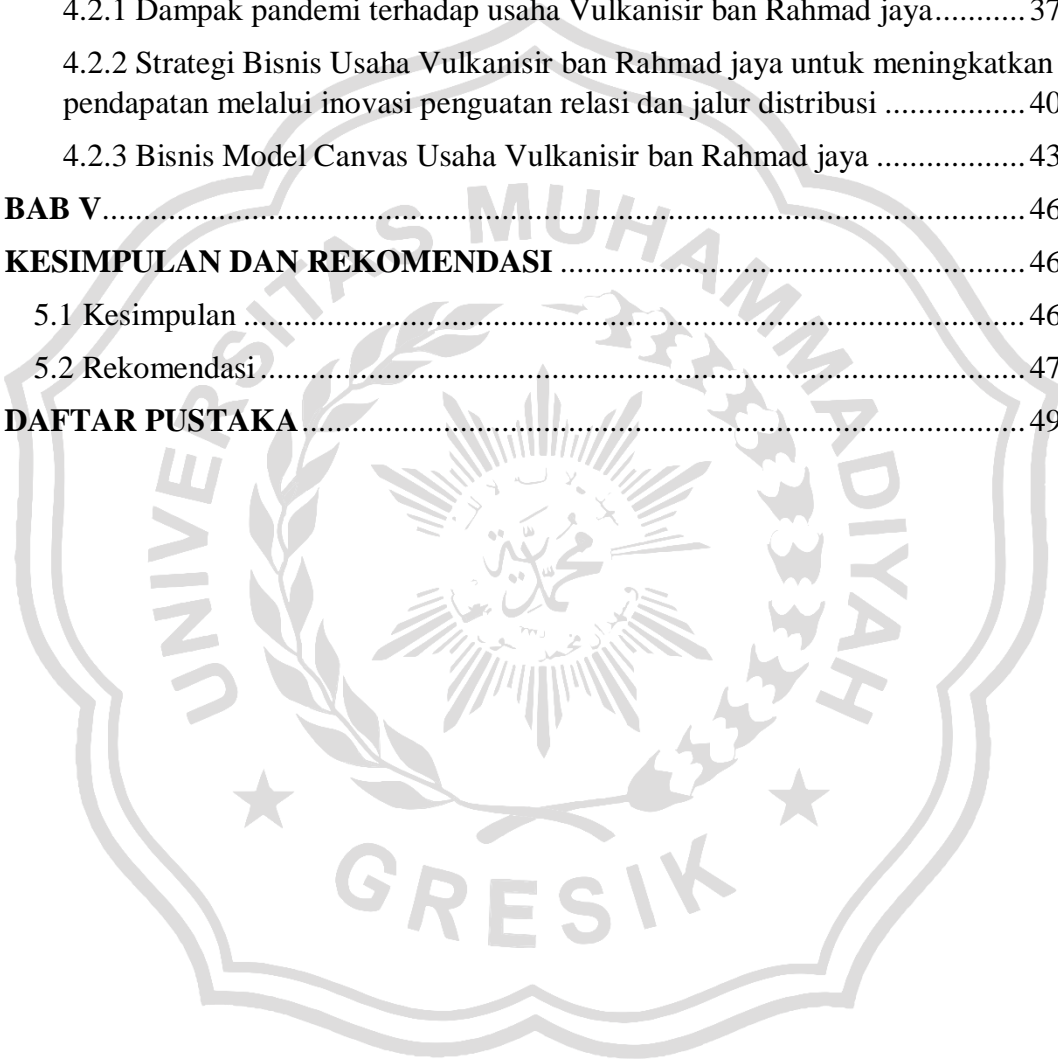 4.2.1 Dampak pandemi terhadap usaha Vulkanisir ban Rahmad jaya........... 37
4.2.2 Strategi Bisnis Usaha Vulkanisir ban Rahmad jaya untuk meningkatkan
pendapatan melalui inovasi penguatan relasi dan jalur distribusi ................ 40
4.2.3 Bisnis Model Canvas Usaha Vulkanisir ban Rahmad jaya ................. 43
BAB V......................................................................................................... 46
KESIMPULAN DAN REKOMENDASI ..................................................... 46
5.1 Kesimpulan ......................................................................................... 46
5.2 Rekomendasi ....................................................................................... 47
DAFTAR PUSTAKA.................................................................................. 49
UNIVERSITAS MUHAMMADIYAH
GRESIK